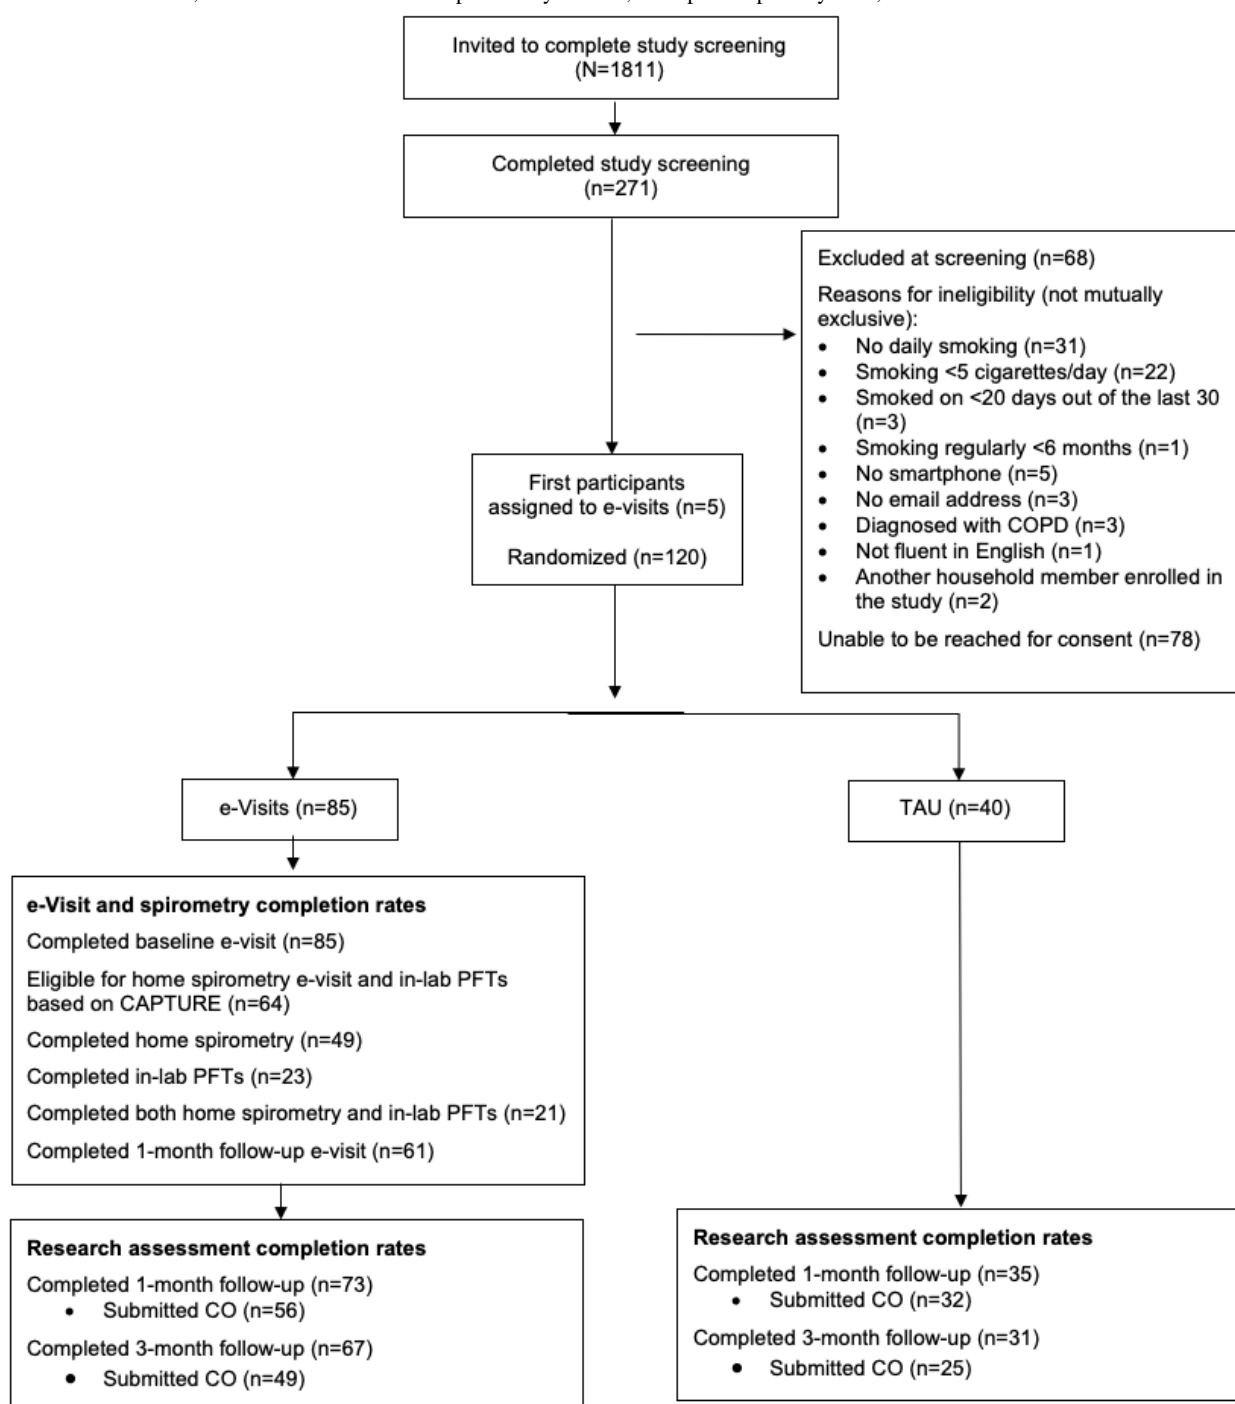 Invited to complete study screening
(N=1811)
Completed study screening
(n=271)
Excluded at screening (n=68)
Reasons for ineligibility (not mutually
exclusive):
• No daily smoking (n=31)
• Smoking <5 cigarettes/day (n=22)
• Smoked on <20 days out of the last 30
(n=3)
• Smoking regularly <6 months (n=1)
• No smartphone (n=5)
• No email address (n=3)
• Diagnosed with COPD (n=3)
• Not fluent in English (n=1)
• Another household member enrolled in
the study (n=2)
Unable to be reached for consent (n=78)
First participants
assigned to e-visits (n=5)
Randomized (n=120)
e-Visits (n=85)
TAU (n=40)
e-Visit and spirometry completion rates
Completed baseline e-visit (n=85)
Eligible for home spirometry e-visit and in-lab PFTs
based on CAPTURE (n=64)
Completed home spirometry (n=49)
Completed in-lab PFTs (n=23)
Completed both home spirometry and in-lab PFTs (n=21)
Completed 1-month follow-up e-visit (n=61)
Research assessment completion rates
Completed 1-month follow-up (n=73)
• Submitted CO (n=56)
Completed 3-month follow-up (n=67)
• Submitted CO (n=49)
Research assessment completion rates
Completed 1-month follow-up (n=35)
• Submitted CO (n=32)
Completed 3-month follow-up (n=31)
• Submitted CO (n=25)